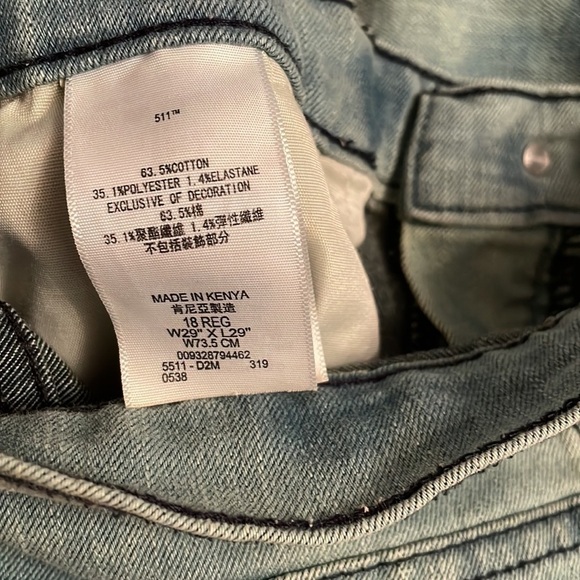 511™
63.5%COTTON
35.1%POLYESTER 1.4%ELASTANE
EXCLUSIVE OF DECORATION
63.5%棉
35.1%聚酯纖維 1.4%彈性纖維
不包括裝飾部分
MADE IN KENYA
肯尼亞製造
18 REG
W29" X L29"
W73.5 CM
009328794462
5511 - D2M 319
0538